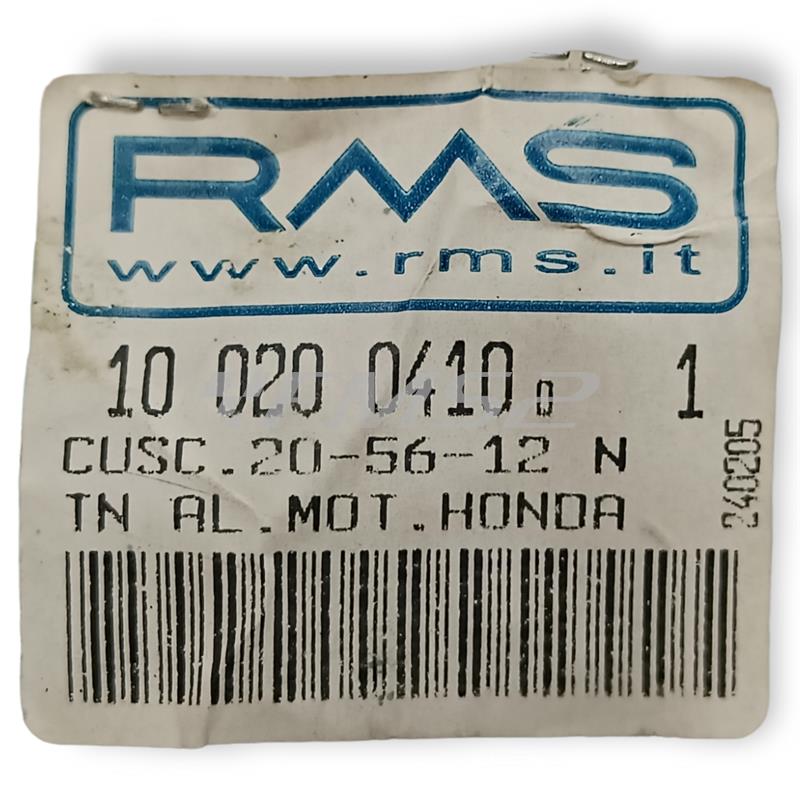 RMS
www.rms.it
10 020 0410 0 1
CUSC.20-56-12 N
TN AL.MOT.HONDA
240205